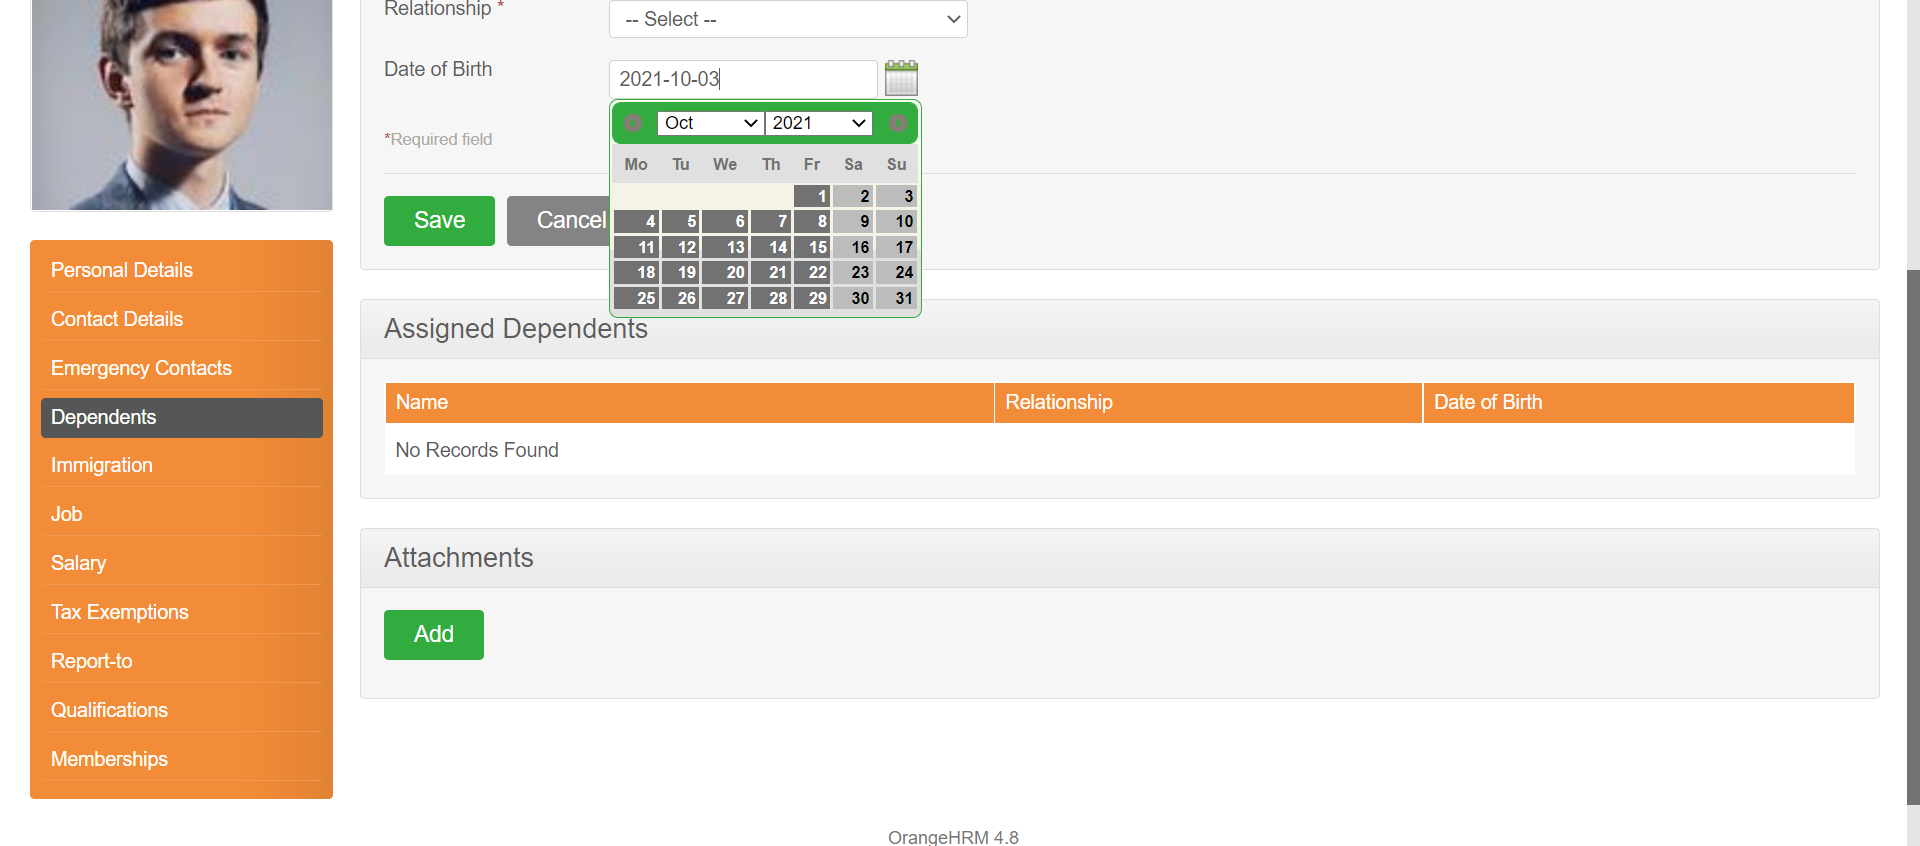 Relationship *
-- Select --
Date of Birth
2021-10-03
Oct 2021
*Required field
Mo Tu We Th Fr Sa Su
1 2 3
4 5 6 7 8 9 10
11 12 13 14 15 16 17
18 19 20 21 22 23 24
25 26 27 28 29 30 31
Save
Cancel
Personal Details
Contact Details
Emergency Contacts
Dependents
Immigration
Job
Salary
Tax Exemptions
Report-to
Qualifications
Memberships
Assigned Dependents
Name Relationship Date of Birth
No Records Found
Attachments
Add
OrangeHRM 4.8